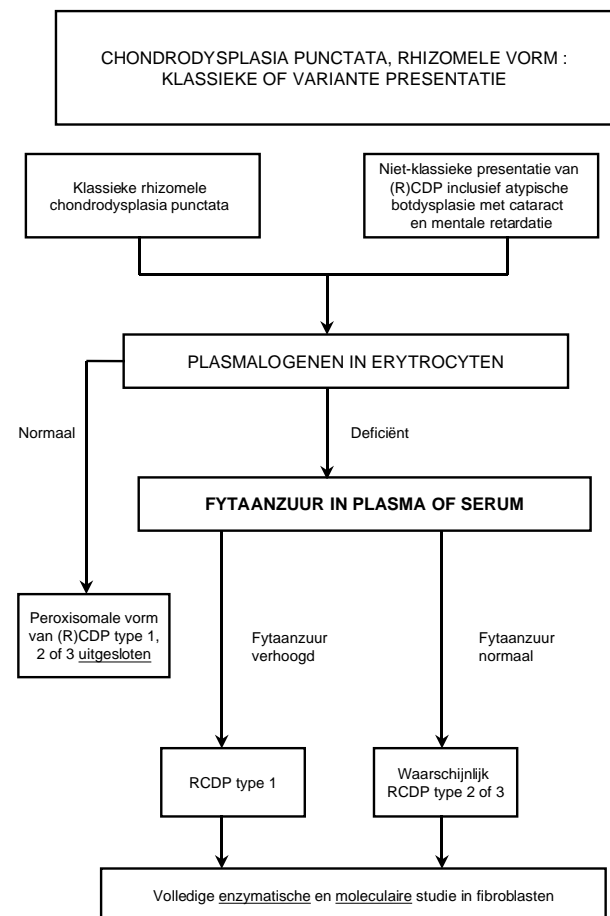 CHONDRODYSPLASIA PUNCTATA, RHIZOMELE VORM :
KLASSIEKE OF VARIANTE PRESENTATIE
Klassieke rhizomele
chondrodysplasia punctata
Niet-klassieke presentatie van
(R)CDP inclusief atypische
botdysplasie met cataract
en mentale retardatie
PLASMALOGENEN IN ERYTROCYTEN
Normaal
Deficiënt
FYTAANZUUR IN PLASMA OF SERUM
Peroxisomale vorm
van (R)CDP type 1,
2 of 3 uitgesloten
Fytaanzuur
verhoogd
Fytaanzuur
normaal
RCDP type 1
Waarschijnlijk
RCDP type 2 of 3
Volledige enzymatische en moleculaire studie in fibroblasten